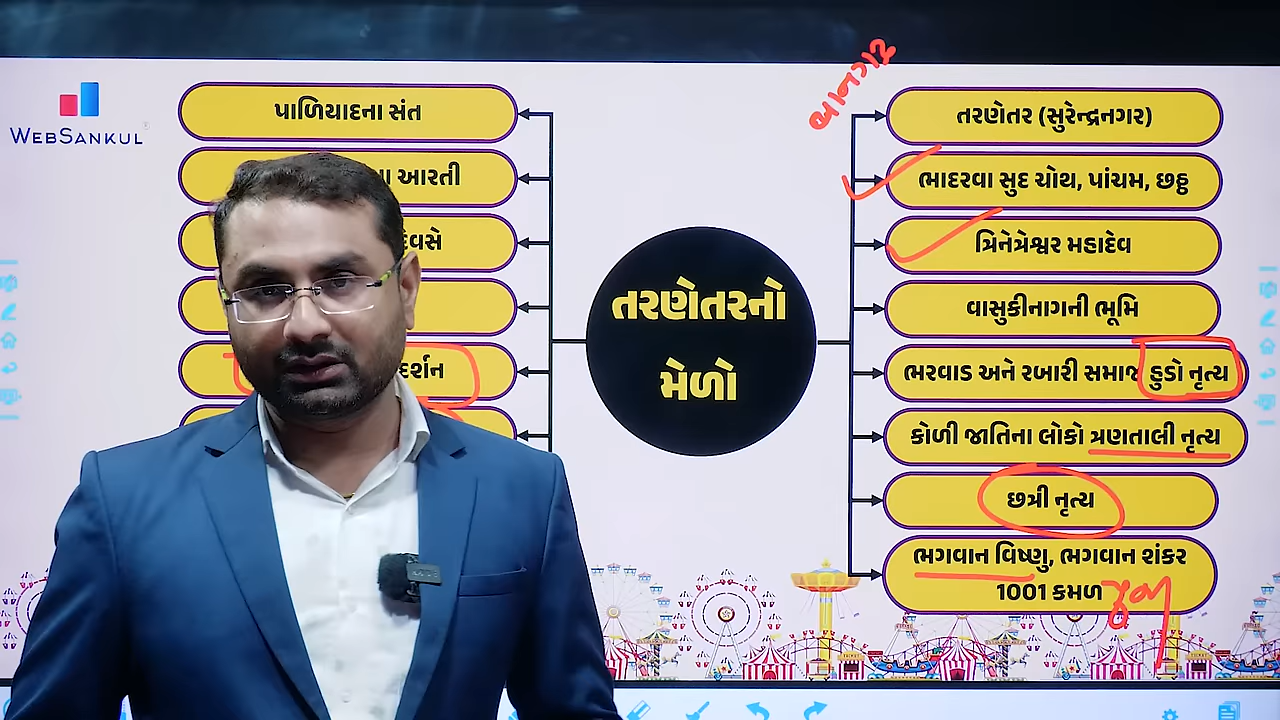 WEBSANKUL
પાળિયાદના સંત
આરતી
દર્શન
તરણેતરનો
મેળો
તરણેતર (સુરેન્દ્રનગર)
ભાદરવા સુદ ચોથ, પાંચમ, છઠ્ઠ
ત્રિનેત્રેશ્વર મહાદેવ
વાસુકીનાગની ભૂમિ
ભરવાડ અને રબારી સમાજ હુડો નૃત્ય
કોળી જાતિના લોકો ત્રણતાલી નૃત્ય
છત્રી નૃત્ય
ભગવાન વિષ્ણુ, ભગવાન શંકર
1001 કમળ